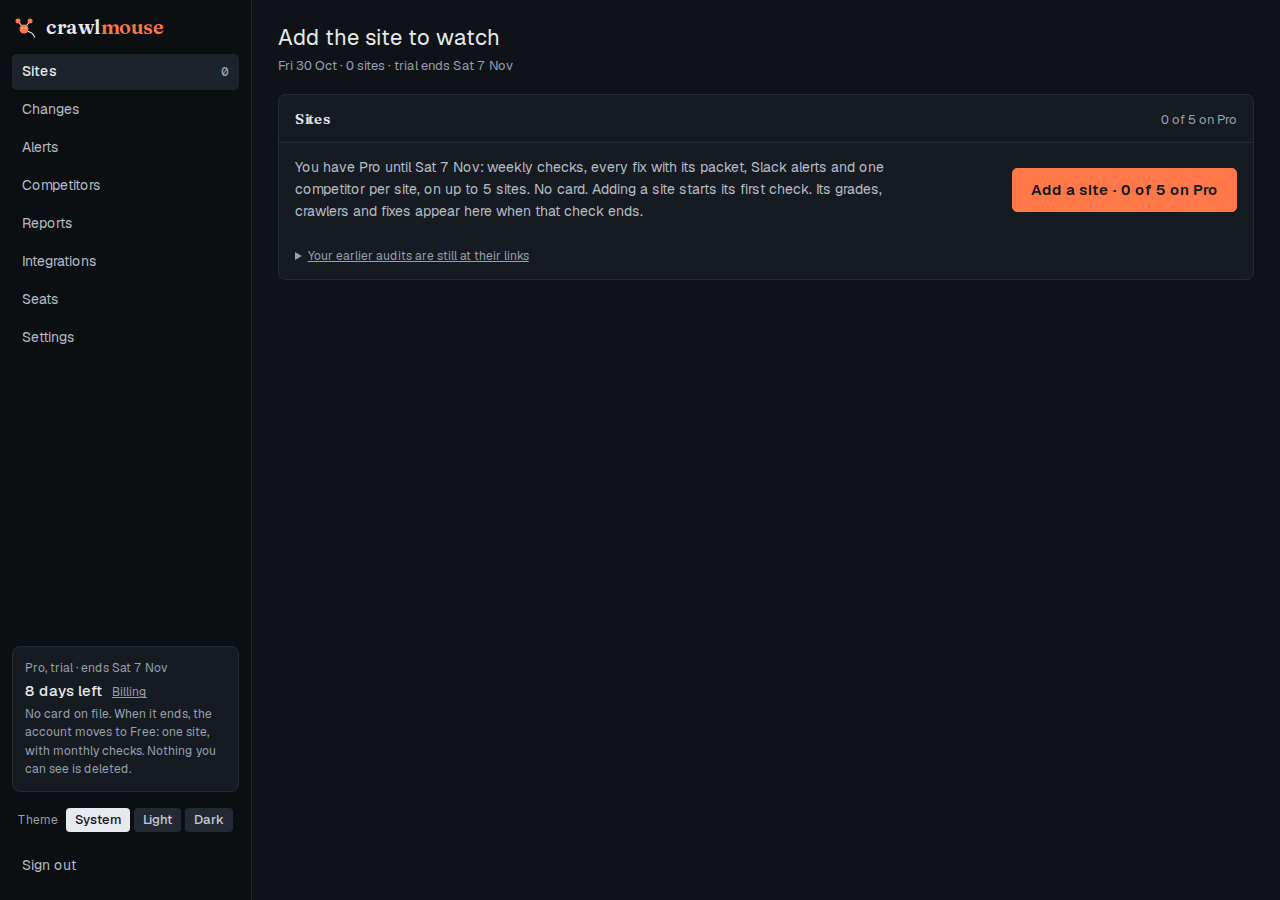 crawlmouse
Sites 0
Changes
Alerts
Competitors
Reports
Integrations
Seats
Settings
Pro, trial · ends Sat 7 Nov
8 days left Billing
No card on file. When it ends, the
account moves to Free: one site,
with monthly checks. Nothing you
can see is deleted.
Theme System Light Dark
Sign out
Add the site to watch
Fri 30 Oct · 0 sites · trial ends Sat 7 Nov
Sites 0 of 5 on Pro
You have Pro until Sat 7 Nov: weekly checks, every fix with its packet, Slack alerts and one
competitor per site, on up to 5 sites. No card. Adding a site starts its first check. Its grades,
crawlers and fixes appear here when that check ends.
Add a site · 0 of 5 on Pro
Your earlier audits are still at their links